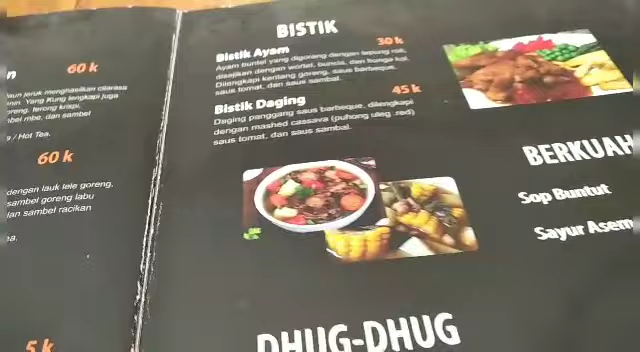 60 k
daun jeruk menghasilkan citarasa
Yang Kung lengkapi juga
goreng, terong krispi,
sambel mbe, dan sambel
/ Hot Tea.
60 k
dengan lauk lele goreng,
sambel goreng labu
dan sambel racikan
5 k
BISTIK
Bistik Ayam 30 k
Ayam buntel yang digoreng dengan tepung roti,
disajikan dengan wortel, buncis, dan bunga kol.
Dilengkapi kentang goreng, saus barbeque,
saus tomat, dan saus sambal.
Bistik Daging 45 k
Daging panggang saus barbeque, dilengkapi
dengan mashed cassava (puhong uleg .red)
saus tomat, dan saus sambal.
BERKUAH
Sop Buntut
Sayur Asem
DHUG-DHUG